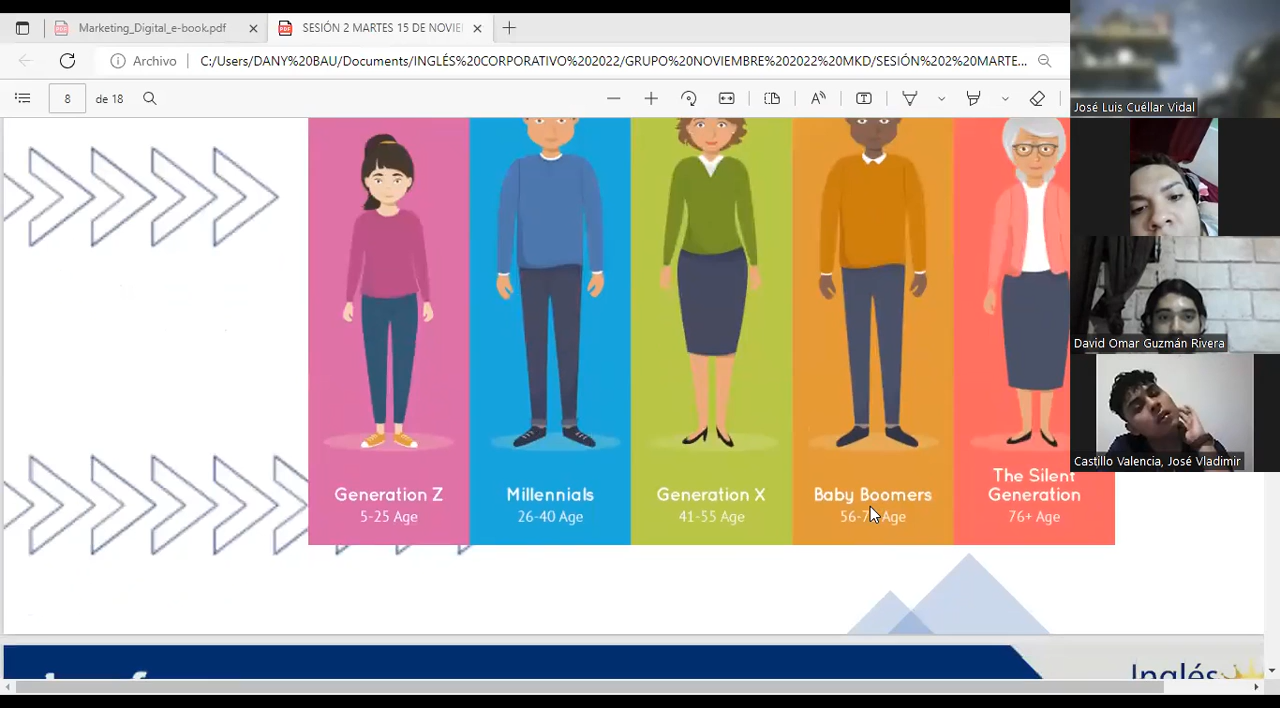 Marketing_Digital_e-book.pdf
SESIÓN 2 MARTES 15 DE NOVIE
Archivo
C:/Users/DANY%20BAU/Documents/INGLÉS%20CORPORATIVO%202022/GRUPO%20NOVIEMBRE%202022%20MKD/SESIÓN%202%20MARTE...
8 de 18
José Luis Cuéllar Vidal
David Omar Guzmán Rivera
Castillo Valencia, José Vladimir
Generation Z
5-25 Age
Millennials
26-40 Age
Generation X
41-55 Age
Baby Boomers
Age
The Silent
Generation
76+ Age
Inglés